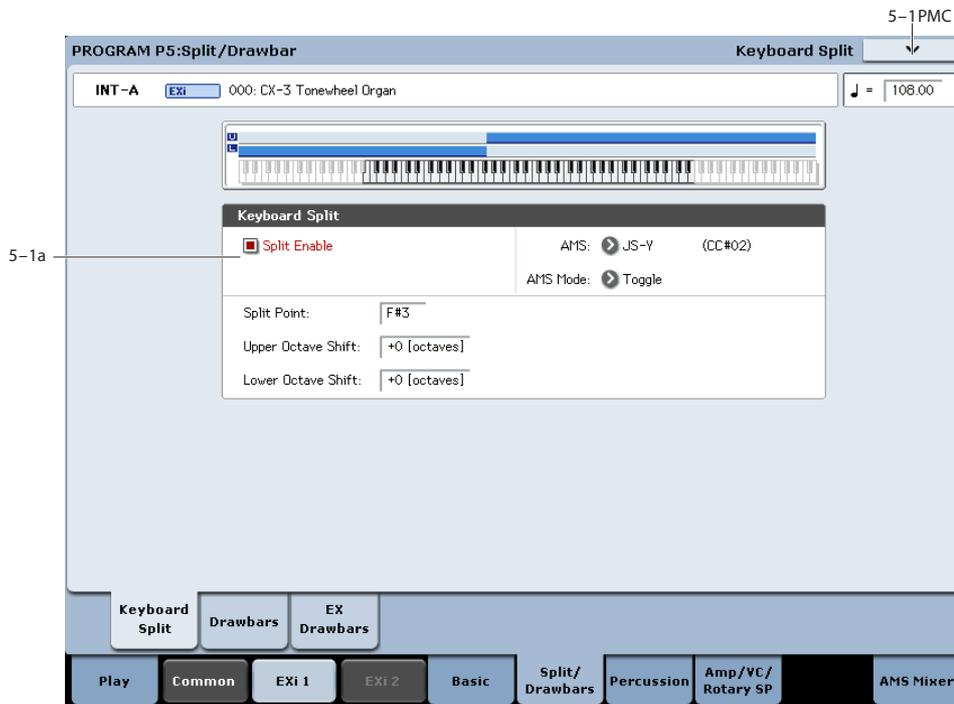 5–1PMC
PROGRAM P5:Split/Drawbar
Keyboard Split
INT-A
EXi
000: CX-3 Tonewheel Organ
♩ = 108.00
U
L
Keyboard Split
5–1a
Split Enable
AMS: JS-Y (CC#02)
AMS Mode: Toggle
Split Point: F#3
Upper Octave Shift: +0 [octaves]
Lower Octave Shift: +0 [octaves]
Keyboard
Split
Drawbars
EX
Drawbars
Play
Common
EXi 1
EXi 2
Basic
Split/
Drawbars
Percussion
Amp/VC/
Rotary SP
AMS Mixer